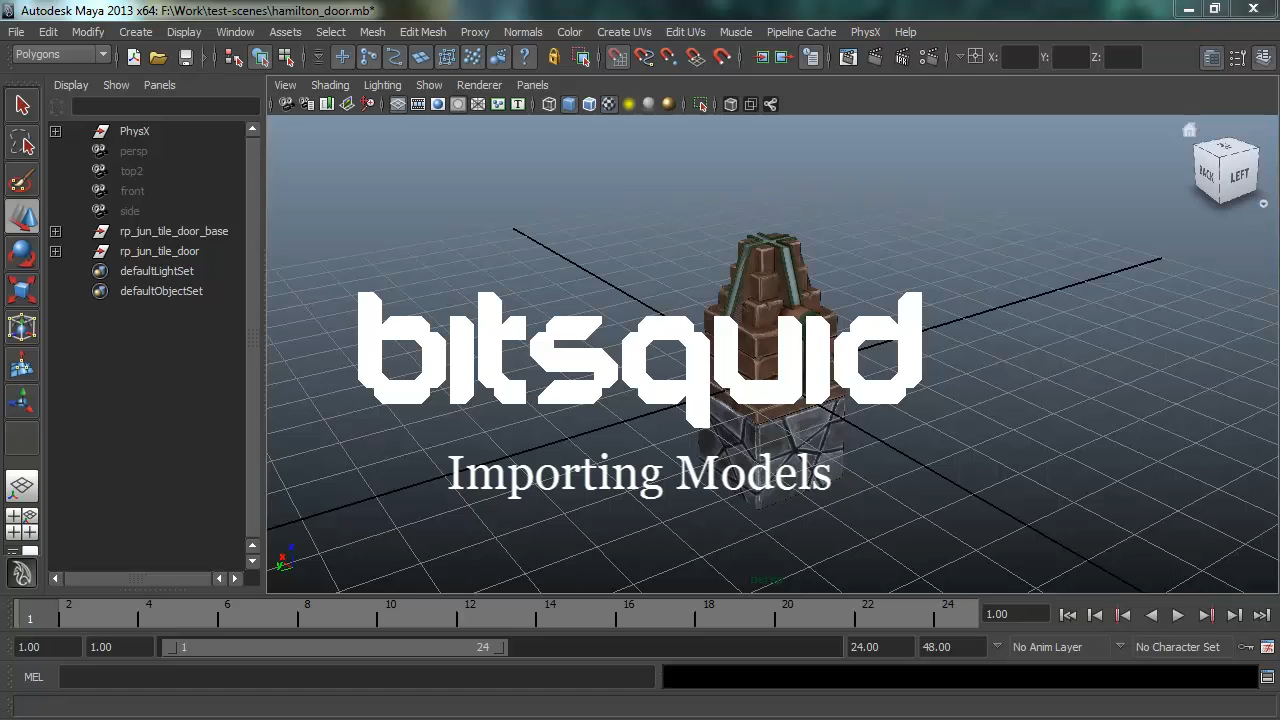 Autodesk Maya 2013 x64: F:\Work\test-scenes\hamilton_door.mb*
File Edit Modify Create Display Window Assets Select Mesh Edit Mesh Proxy Normals Color Create UVs Edit UVs Muscle Pipeline Cache PhysX Help
Polygons X: Y: Z:
Display Show Panels
View Shading Lighting Show Renderer Panels
PhysX
persp
top2
front
side
rp_jun_tile_door_base
rp_jun_tile_door
defaultLightSet
defaultObjectSet
BACK LEFT
bitsquid
Importing Models
persp
1 2 4 6 8 10 12 14 16 18 20 22 24 1.00
1.00 1.00 1 24 24.00 48.00 No Anim Layer No Character Set
MEL